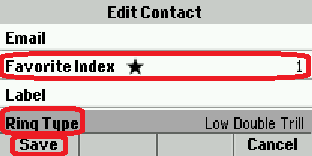 Edit Contact
Email
Favorite Index ★ 1
Label
Ring Type Low Double Trill
Save Cancel